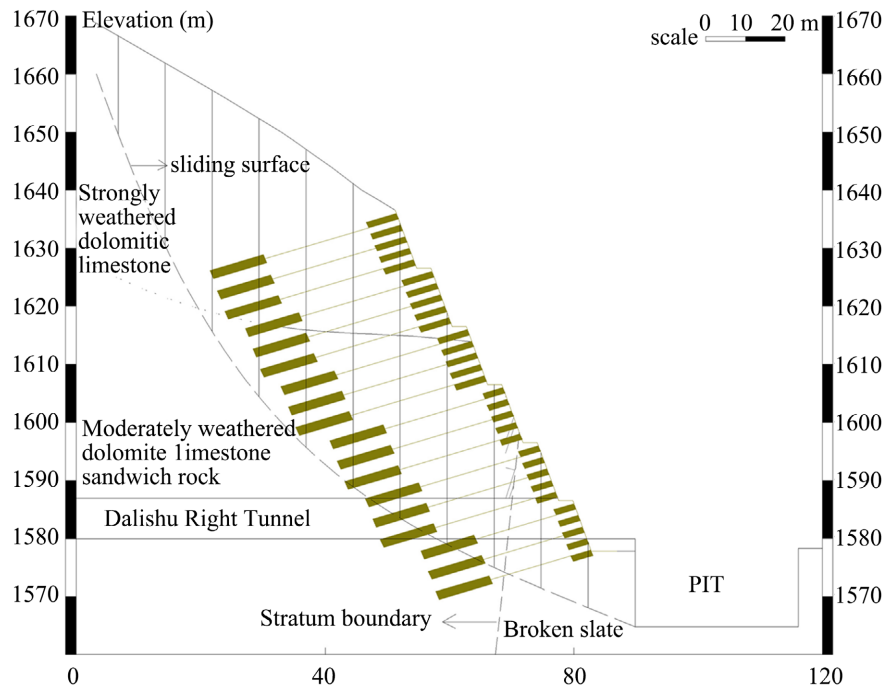 1670 Elevation (m) 0 10 20 m 1670
scale
1660 1660
1650 1650
sliding surface
1640 1640
Strongly
weathered
dolomitic
limestone
1630 1630
1620 1620
1610 1610
1600 1600
Moderately weathered
dolomite limestone
sandwich rock
1590 1590
Dalishu Right Tunnel
1580 1580
PIT
1570 1570
Stratum boundary
Broken slate
0 40 80 120